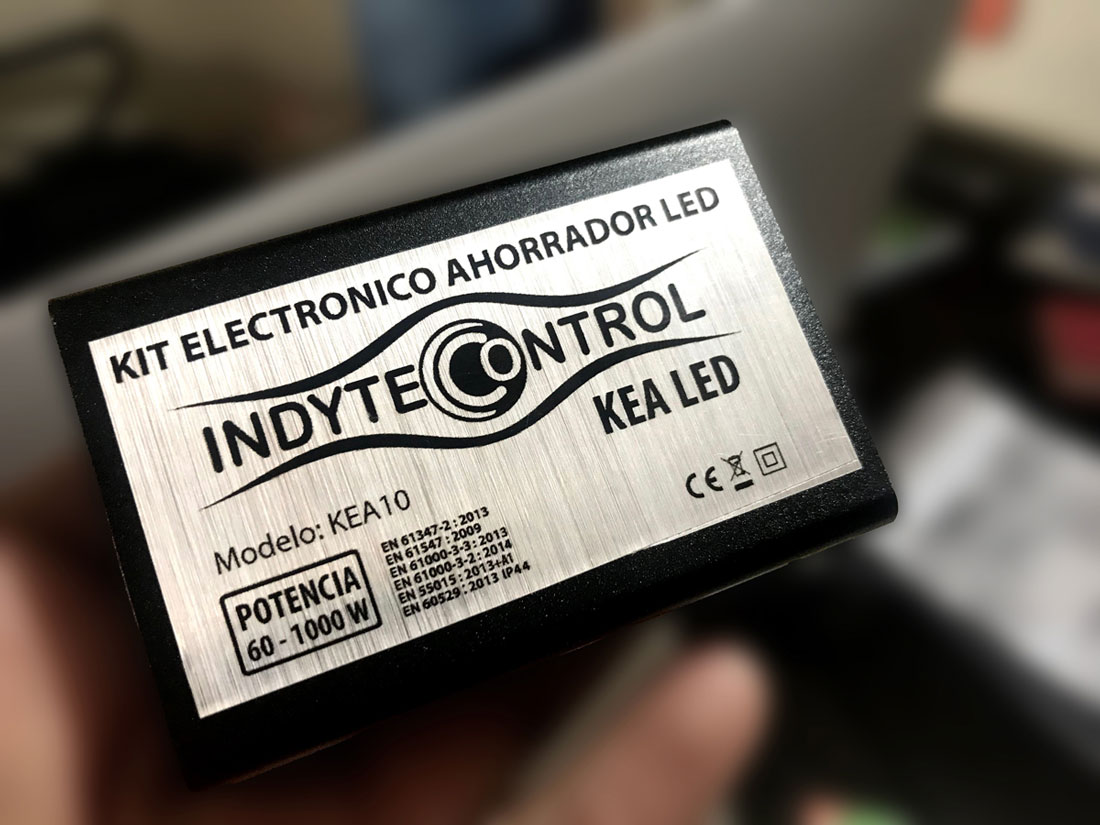 KIT ELECTRONICO AHORRADOR LED
INDYTECONTROL
KEA LED
CE
Modelo: KEA10
POTENCIA
60 - 1000 W
EN 61347-2 : 2013
EN 61547 : 2009
EN 61000-3-3 : 2013
EN 61000-3-2 : 2014
EN 55015 : 2013+A1
EN 60529 : 2013 IP44